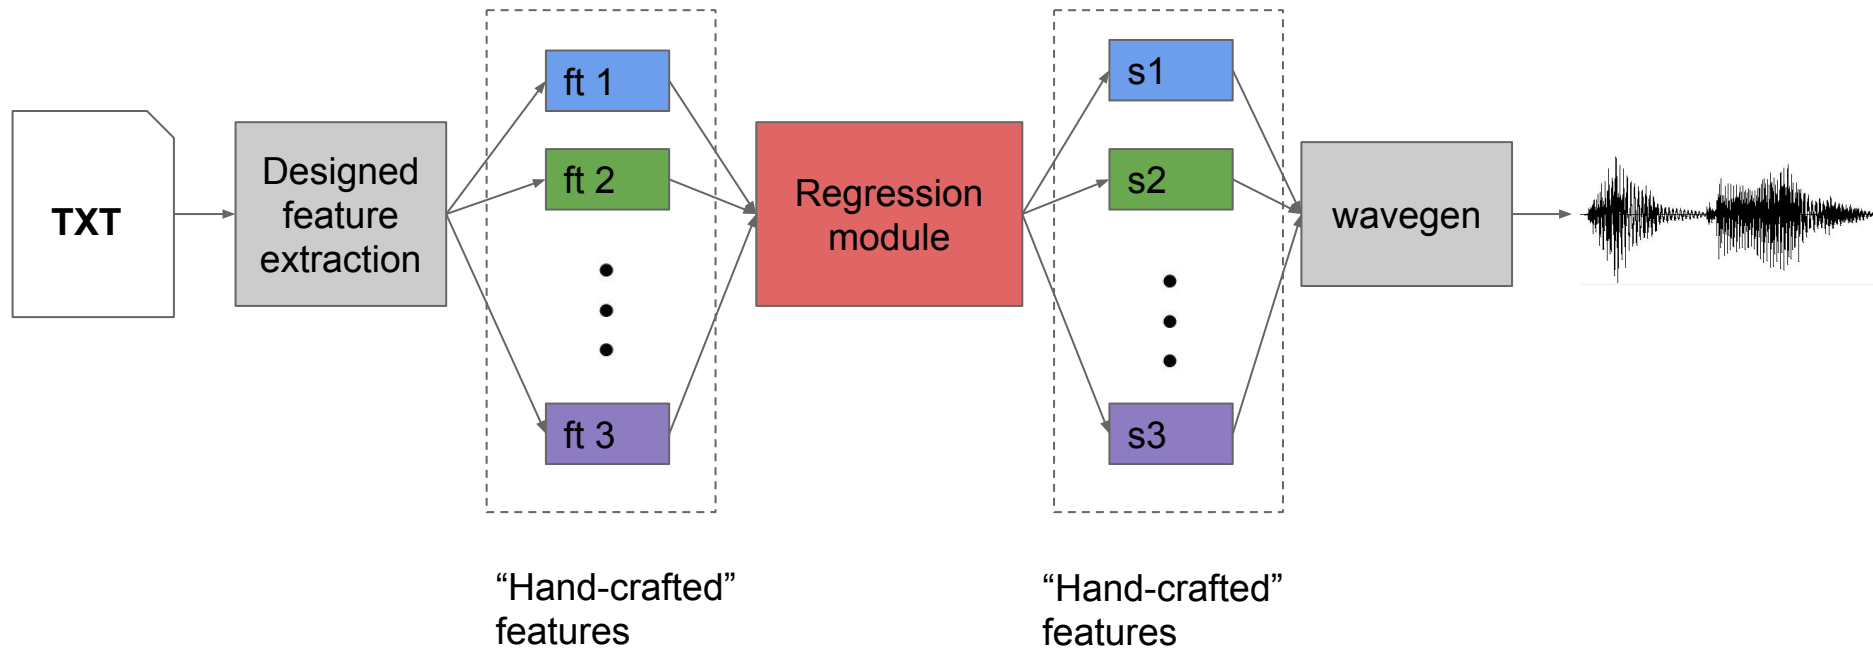 TXT
Designed
feature
extraction
ft 1
ft 2
ft 3
“Hand-crafted”
features
Regression
module
s1
s2
s3
“Hand-crafted”
features
wavegen